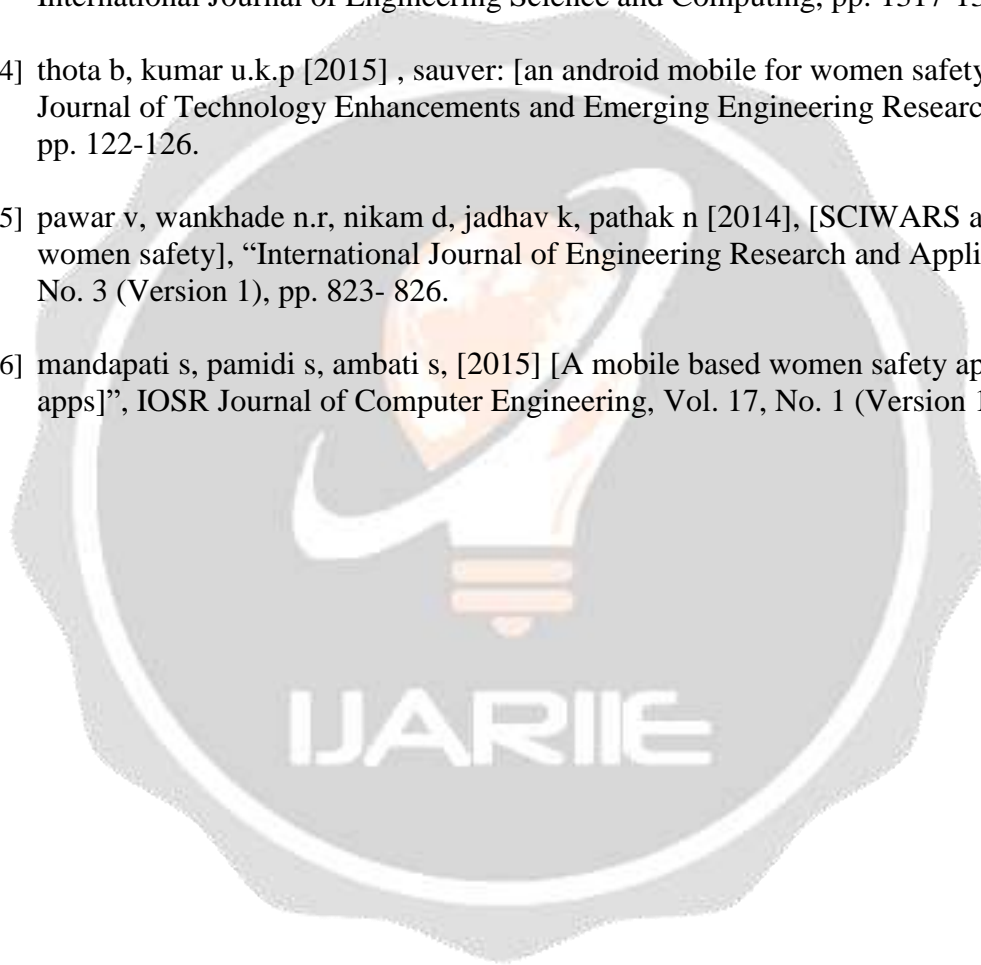 International Journal of Engineering Science and Computing, pp. 1317-13
4] thota b, kumar u.k.p [2015] , sauver: [an android mobile for women safety
Journal of Technology Enhancements and Emerging Engineering Researc
pp. 122-126.
5] pawar v, wankhade n.r, nikam d, jadhav k, pathak n [2014], [SCIWARS a
women safety], “International Journal of Engineering Research and Appli
No. 3 (Version 1), pp. 823- 826.
6] mandapati s, pamidi s, ambati s, [2015] [A mobile based women safety ap
apps]”, IOSR Journal of Computer Engineering, Vol. 17, No. 1 (Version 1
IJARIIE